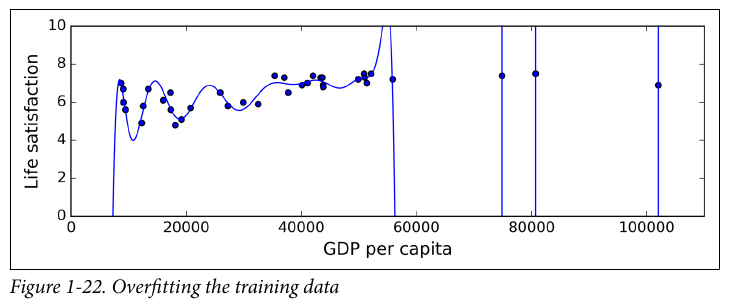 10
8
6
4
2
0
Life satisfaction
0 20000 40000 60000 80000 100000
GDP per capita
Figure 1-22. Overfitting the training data